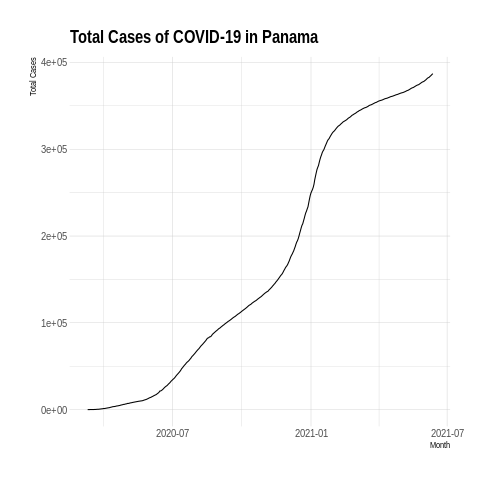 Total Cases of COVID-19 in Panama
Total Cases
4e+05
3e+05
2e+05
1e+05
0e+00
2020-07
2021-01
2021-07
Month